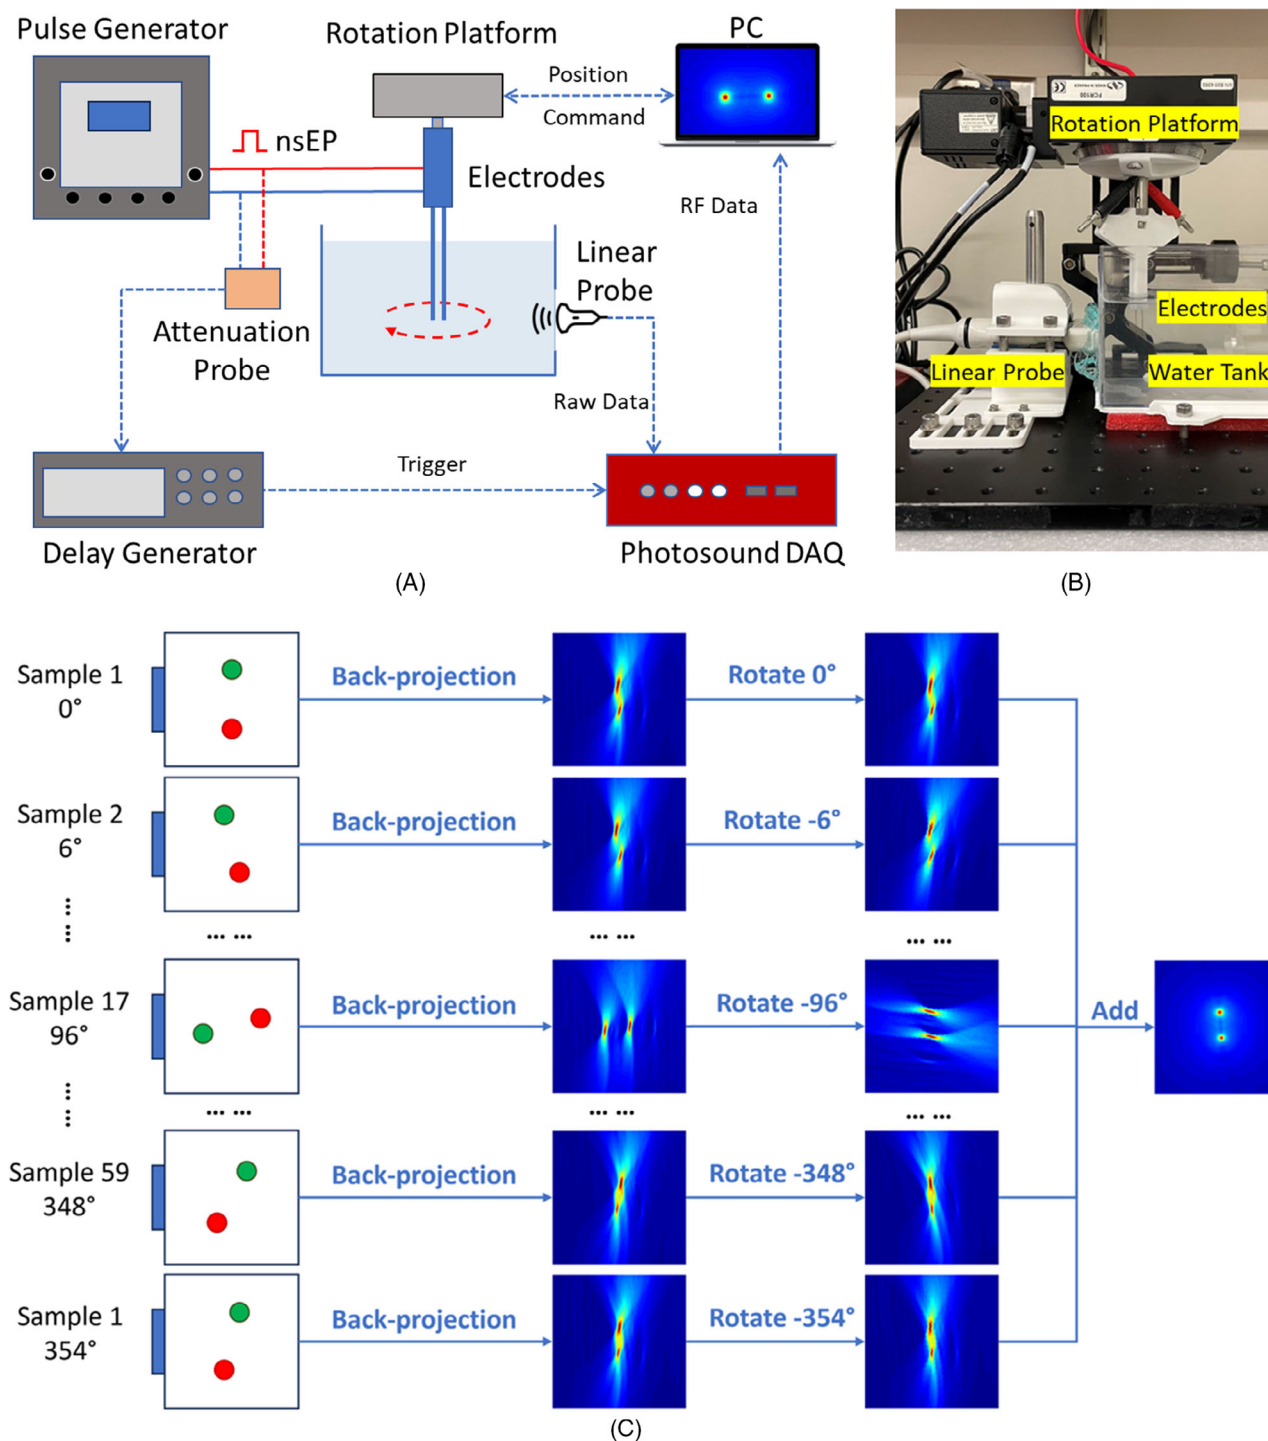 Pulse Generator
Rotation Platform
PC
Position
Command
nsEP
Electrodes
RF Data
Linear
Probe
Attenuation
Probe
Raw Data
Trigger
Delay Generator
Photosound DAQ
(A)
Rotation Platform
Electrodes
Linear Probe
Water Tank
(B)
Sample 1
0°
Back-projection
Rotate 0°
Sample 2
6°
Back-projection
Rotate -6°
... ...
... ...
... ...
... ...
Sample 17
96°
Back-projection
Rotate -96°
Add
... ...
... ...
... ...
... ...
Sample 59
348°
Back-projection
Rotate -348°
Sample 1
354°
Back-projection
Rotate -354°
(C)